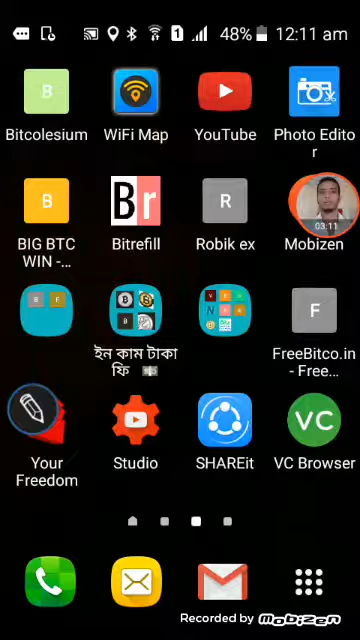 1 48% 12:11 am
B
Bitcolesium WiFi Map YouTube Photo Edito
r
B Br R 03:11
BIG BTC Bitrefill Robik ex Mobizen
WIN -...
B F F
ইন কাম টাকা FreeBitco.in
ফি - Free...
VC
Your Studio SHAREit VC Browser
Freedom
Recorded by mobizen